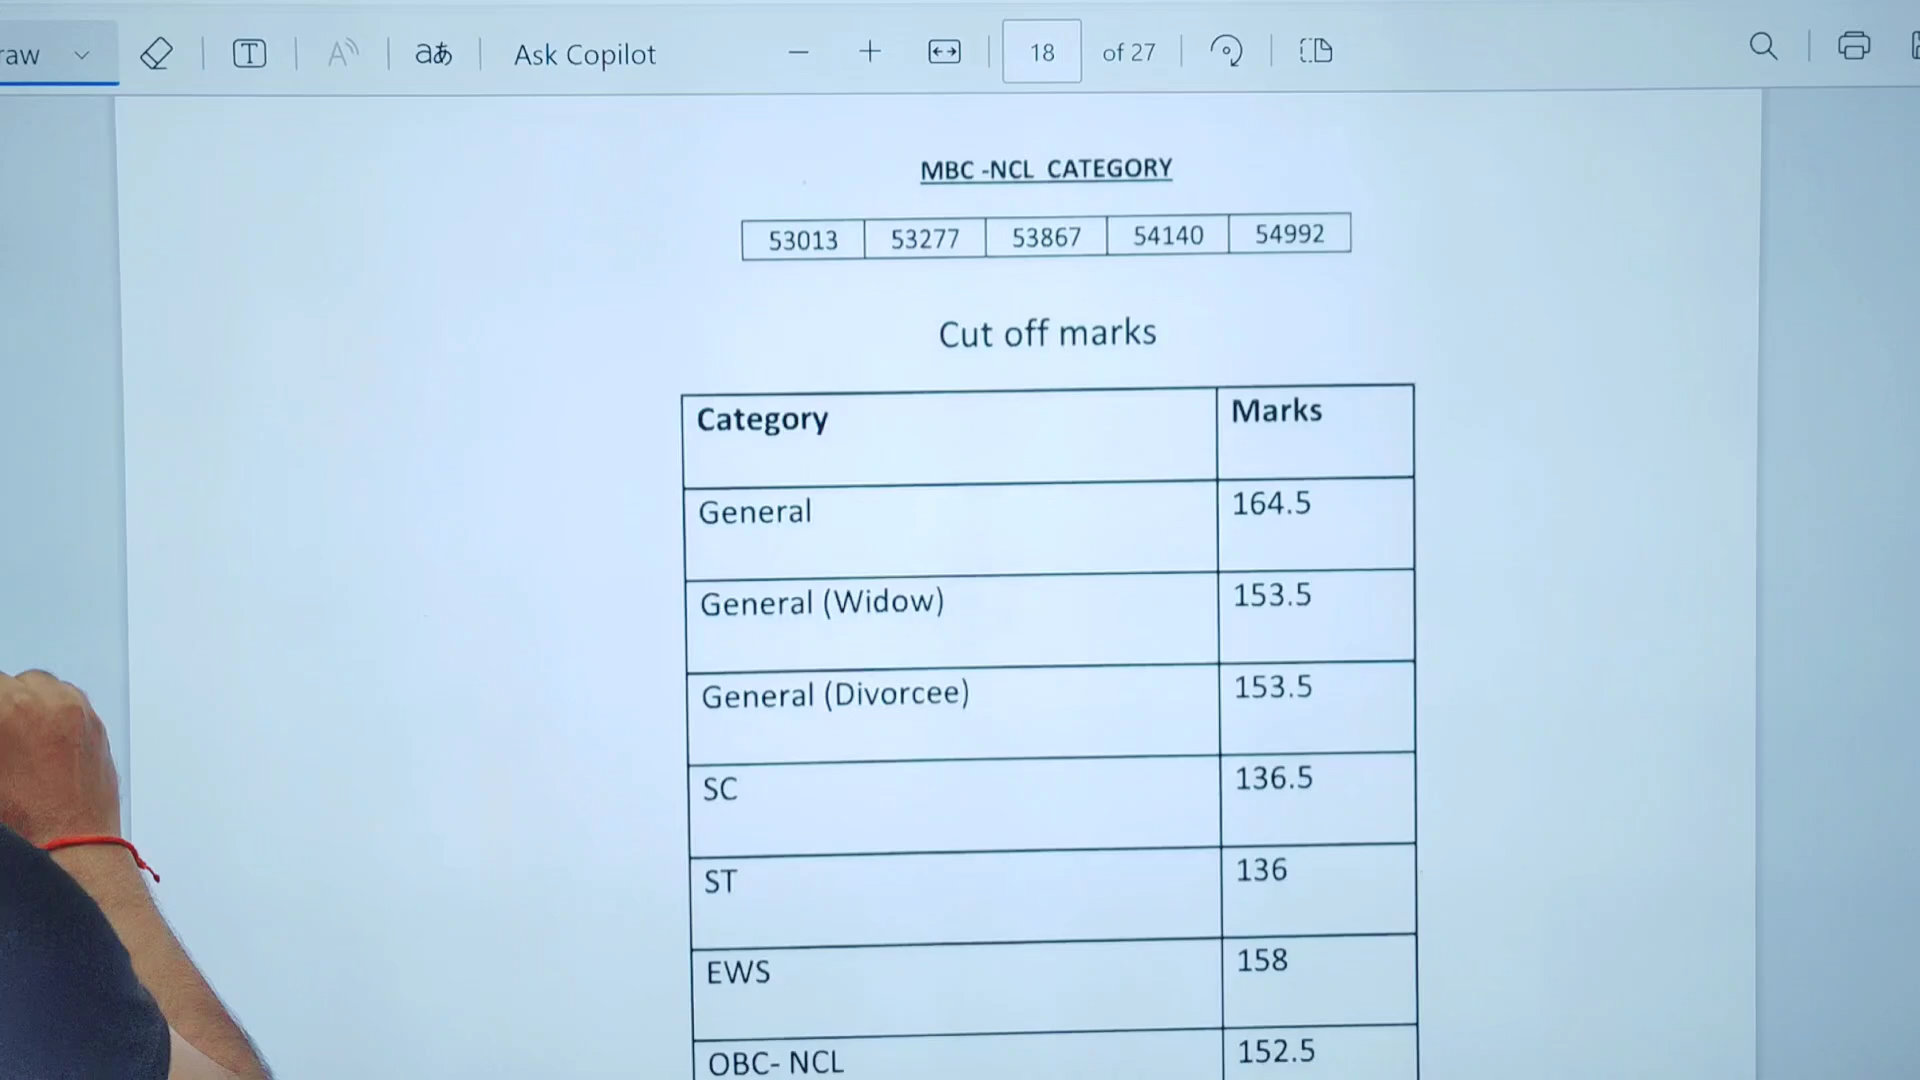 raw
A
aあ
Ask Copilot
18 of 27
MBC -NCL CATEGORY
53013 53277 53867 54140 54992
Cut off marks
Category Marks
General 164.5
General (Widow) 153.5
General (Divorcee) 153.5
SC 136.5
ST 136
EWS 158
OBC- NCL 152.5